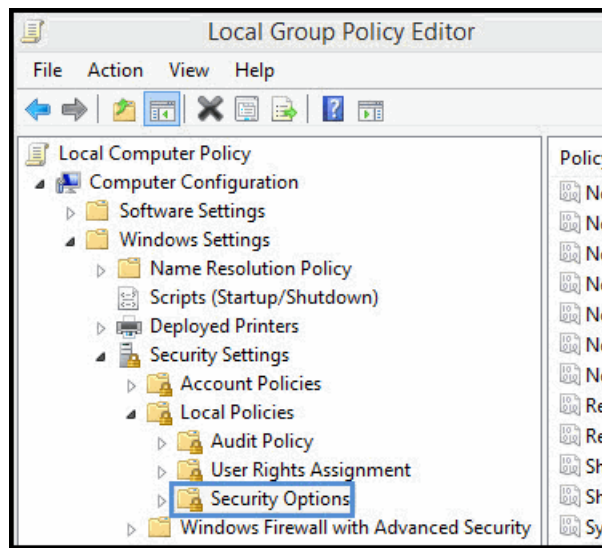 Local Group Policy Editor
File Action View Help
Local Computer Policy
Computer Configuration
Software Settings
Windows Settings
Name Resolution Policy
Scripts (Startup/Shutdown)
Deployed Printers
Security Settings
Account Policies
Local Policies
Audit Policy
User Rights Assignment
Security Options
Windows Firewall with Advanced Security